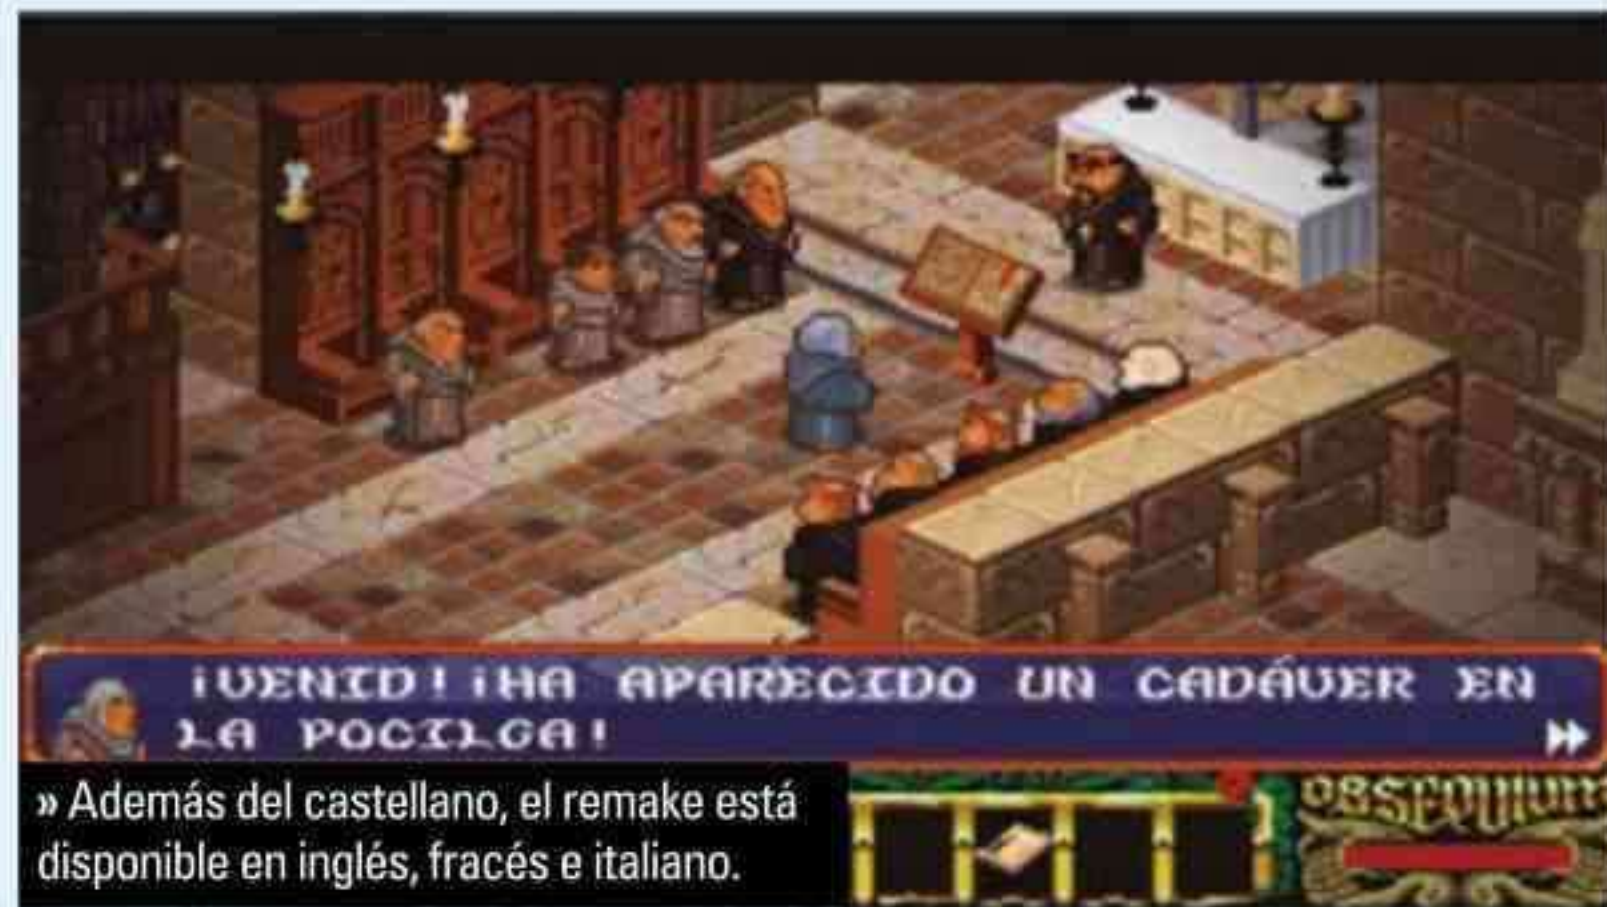 ¡VENID! ¡HA APARECIDO UN CADÁVER EN
LA POCILGA!
» Además del castellano, el remake está
disponible en inglés, fracés e italiano.
OBSEQUIUM